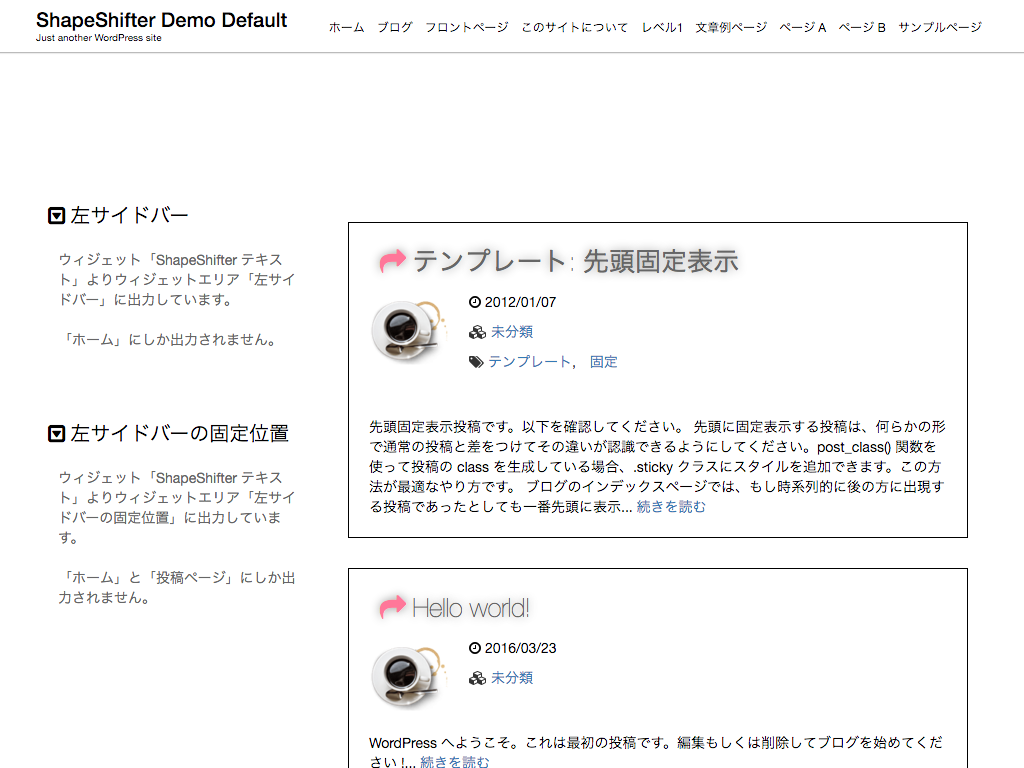 ShapeShifter Demo Default
Just another WordPress site
ホーム ブログ フロントページ このサイトについて レベル1 文章例ページ ページ A ページ B サンプルページ
左サイドバー
ウィジェット「ShapeShifter テキス
ト」よりウィジェットエリア「左サイ
ドバー」に出力しています。
「ホーム」にしか出力されません。
左サイドバーの固定位置
ウィジェット「ShapeShifter テキス
ト」よりウィジェットエリア「左サイ
ドバーの固定位置」に出力していま
す。
「ホーム」と「投稿ページ」にしか出
力されません。
テンプレート: 先頭固定表示
2012/01/07
未分類
テンプレート, 固定
先頭固定表示投稿です。以下を確認してください。 先頭に固定表示する投稿は、何らかの形
で通常の投稿と差をつけてその違いが認識できるようにしてください。post_class() 関数を
使って投稿の class を生成している場合、.sticky クラスにスタイルを追加できます。この方
法が最適なやり方です。 ブログのインデックスページでは、もし時系列的に後の方に出現す
る投稿であったとしても一番先頭に表示... 続きを読む
Hello world!
2016/03/23
未分類
WordPress へようこそ。これは最初の投稿です。編集もしくは削除してブログを始めてくだ
さい !... 続きを読む